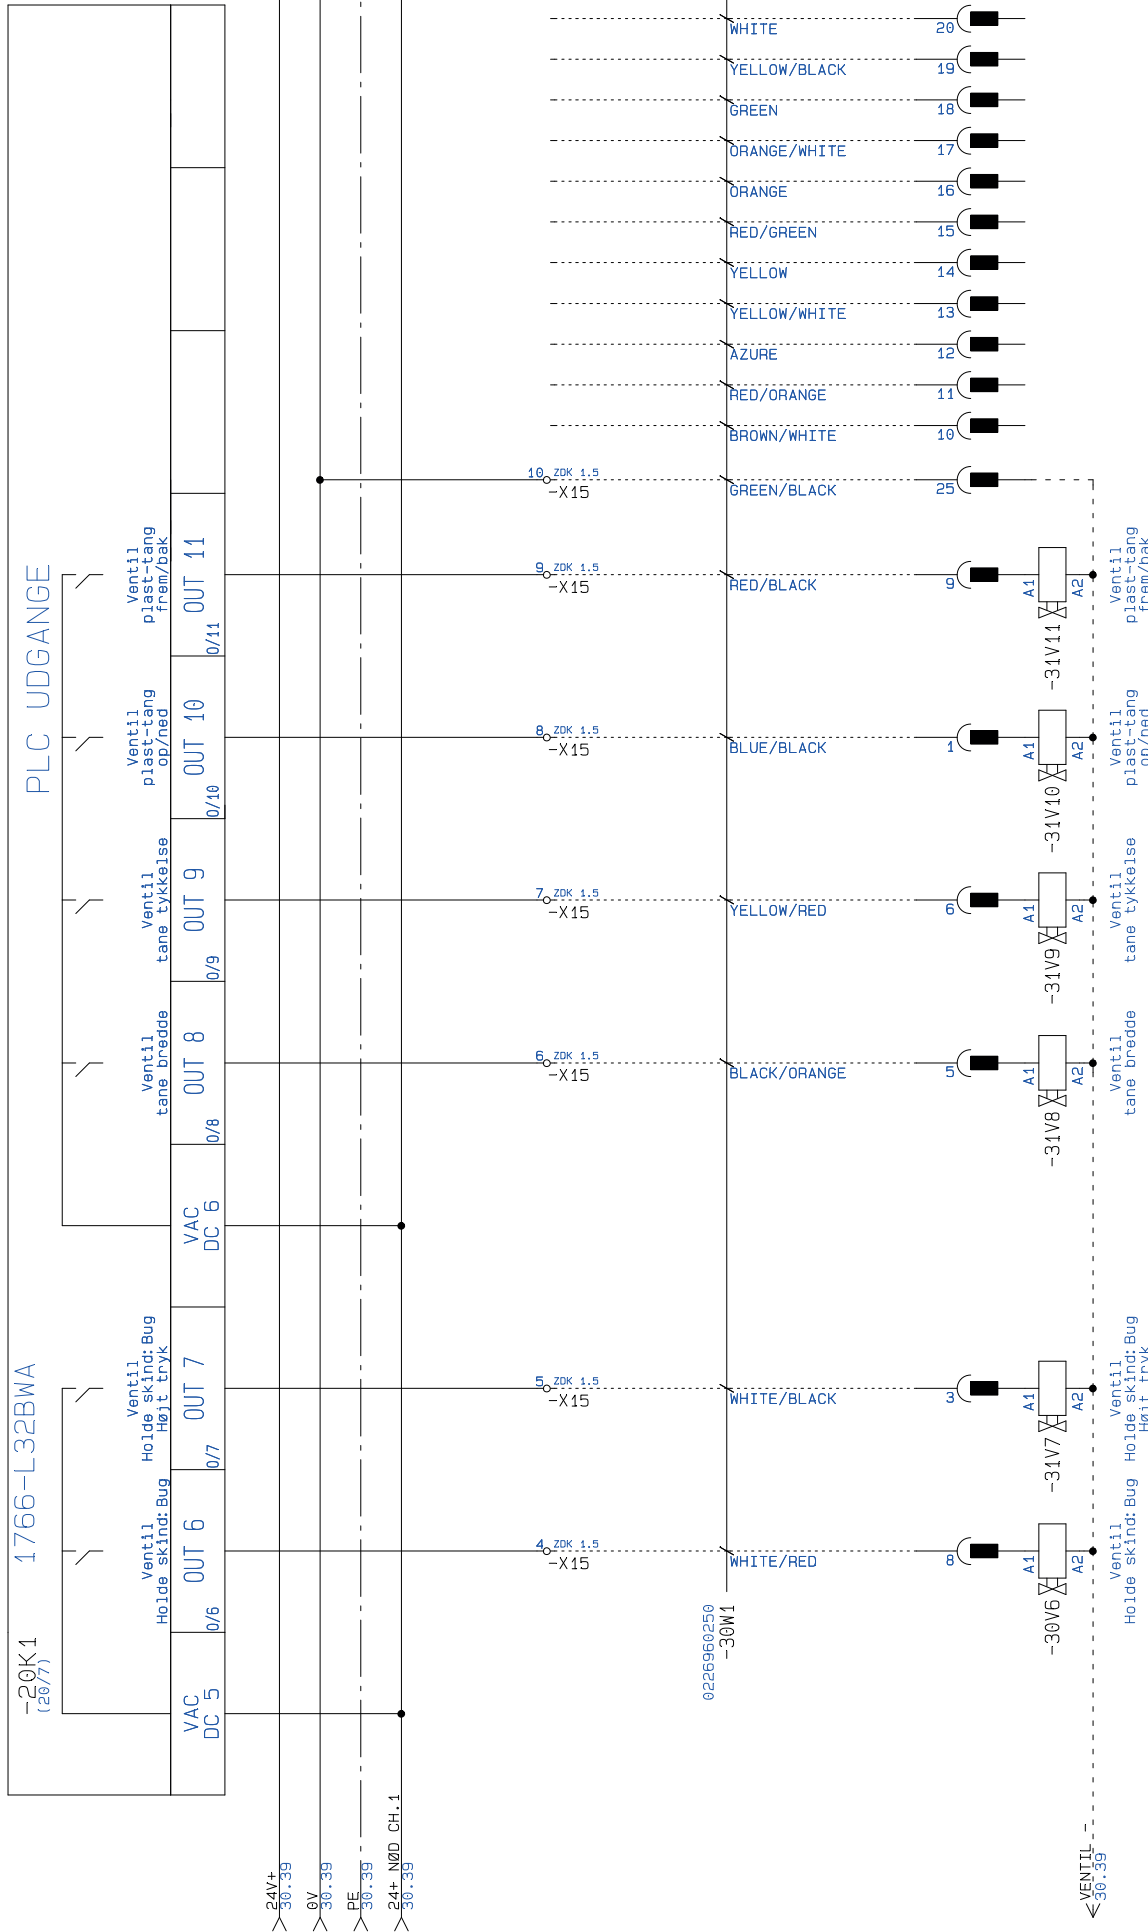 WHITE
20
YELLOW/BLACK
19
GREEN
18
ORANGE/WHITE
17
ORANGE
16
RED/GREEN
15
YELLOW
14
YELLOW/WHITE
13
AZURE
12
RED/ORANGE
11
BROWN/WHITE
10
10 ZDK 1.5
-X15
GREEN/BLACK
25
PLC UDGANGE
Ventil
plast-tang
frem/bak
OUT 11
0/11
9 ZDK 1.5
-X15
RED/BLACK
9
A1
A2
-31V11
Ventil
plast-tang
frem/bak
Ventil
plast-tang
op/ned
OUT 10
0/10
8 ZDK 1.5
-X15
BLUE/BLACK
1
A1
A2
-31V10
Ventil
plast-tang
op/ned
Ventil
tane tykkelse
OUT 9
0/9
7 ZDK 1.5
-X15
YELLOW/RED
6
A1
A2
-31V9
Ventil
tane tykkelse
Ventil
tane bredde
OUT 8
0/8
6 ZDK 1.5
-X15
BLACK/ORANGE
5
A1
A2
-31V8
Ventil
tane bredde
VAC
DC 6
1766-L32BWA
Ventil
Holde skind:Bug
Højt tryk
OUT 7
0/7
5 ZDK 1.5
-X15
WHITE/BLACK
3
A1
A2
-31V7
Ventil
Holde skind:Bug
Højt tryk
Ventil
Holde skind:Bug
OUT 6
0/6
4 ZDK 1.5
-X15
WHITE/RED
8
A1
A2
-30V6
Ventil
Holde skind:Bug
0226960250
-30W1
-20K1
(20/7)
VAC
DC 5
24V+
30.39
0V
30.39
PE
30.39
24+ NØD CH.1
30.39
VENTIL -
30.39